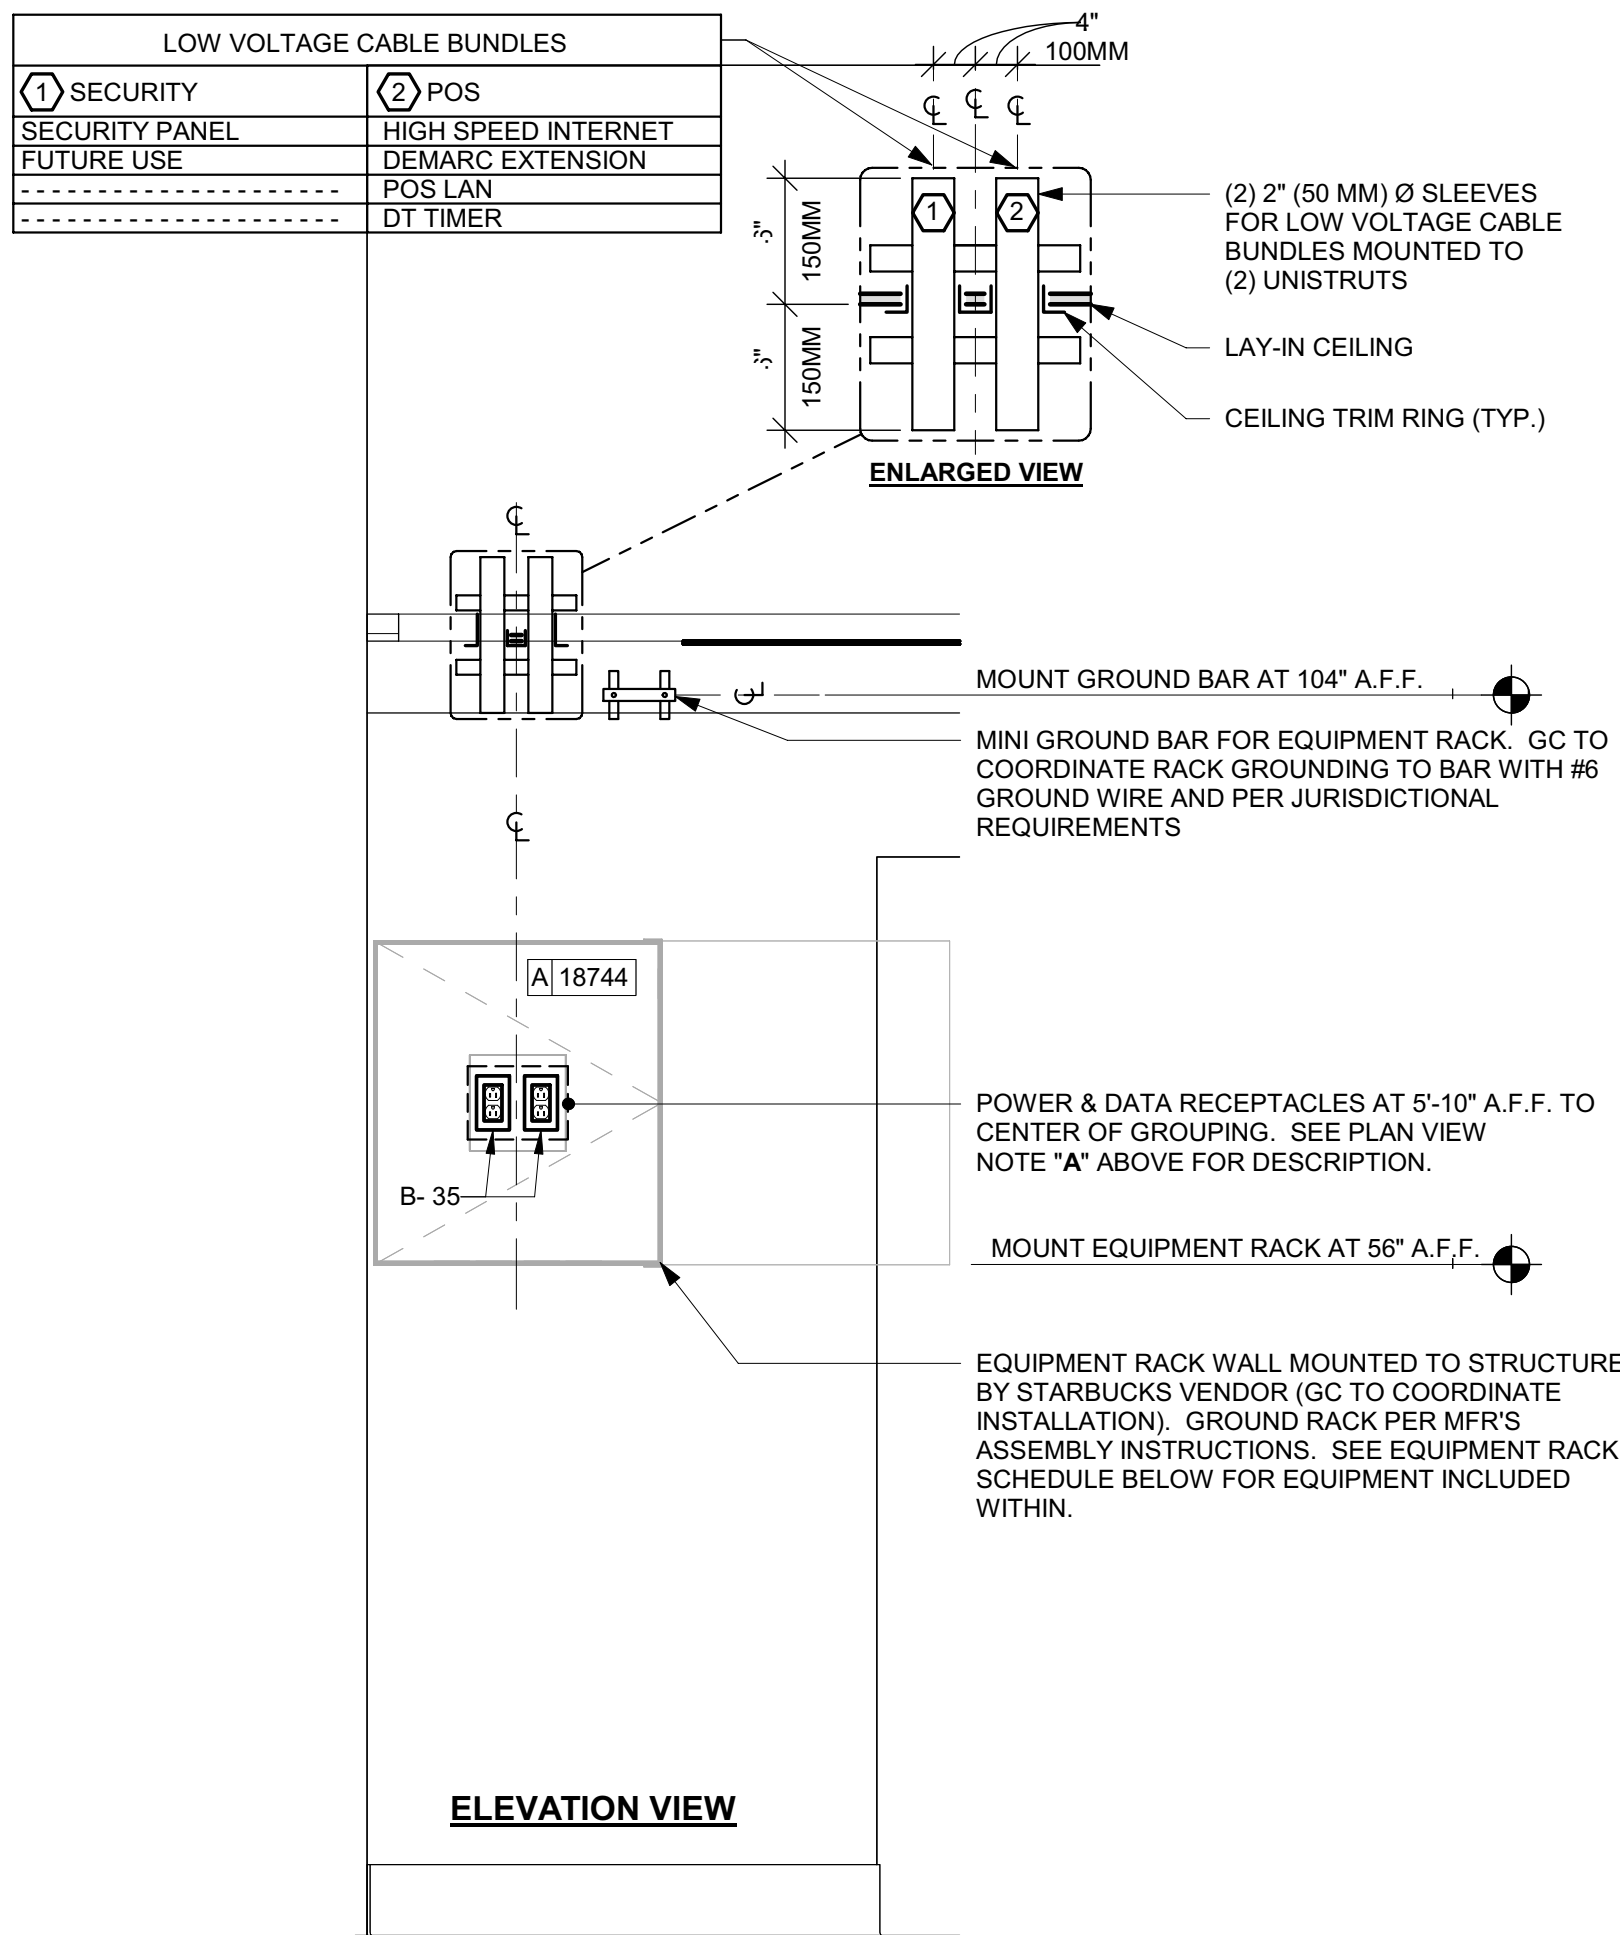 LOW VOLTAGE CABLE BUNDLES
1 SECURITY
2 POS
SECURITY PANEL
HIGH SPEED INTERNET
FUTURE USE
DEMARC EXTENSION
POS LAN
DT TIMER
4"
100MM
150MM
150MM
1
2
(2) 2" (50 MM) Ø SLEEVES
FOR LOW VOLTAGE CABLE
BUNDLES MOUNTED TO
(2) UNISTRUTS
LAY-IN CEILING
CEILING TRIM RING (TYP.)
ENLARGED VIEW
MOUNT GROUND BAR AT 104" A.F.F.
MINI GROUND BAR FOR EQUIPMENT RACK. GC TO
COORDINATE RACK GROUNDING TO BAR WITH #6
GROUND WIRE AND PER JURISDICTIONAL
REQUIREMENTS
A 18744
POWER & DATA RECEPTACLES AT 5'-10" A.F.F. TO
CENTER OF GROUPING. SEE PLAN VIEW
NOTE "A" ABOVE FOR DESCRIPTION.
B- 35
MOUNT EQUIPMENT RACK AT 56" A.F.F.
EQUIPMENT RACK WALL MOUNTED TO STRUCTURE
BY STARBUCKS VENDOR (GC TO COORDINATE
INSTALLATION). GROUND RACK PER MFR'S
ASSEMBLY INSTRUCTIONS. SEE EQUIPMENT RACK
SCHEDULE BELOW FOR EQUIPMENT INCLUDED
WITHIN.
ELEVATION VIEW